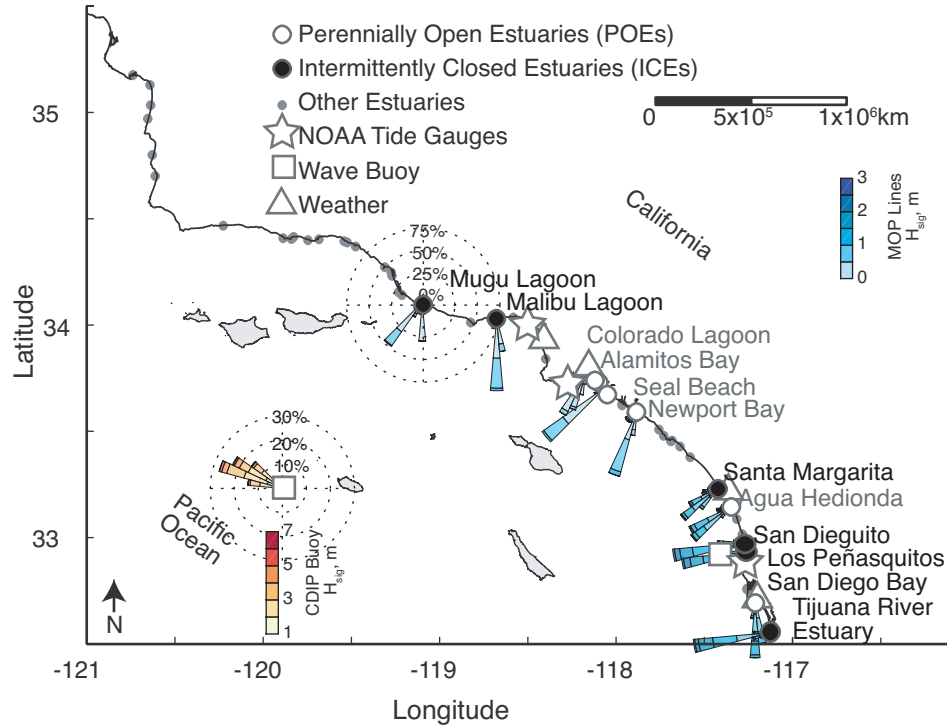 Perennially Open Estuaries (POEs)
Intermittently Closed Estuaries (ICEs)
Other Estuaries
NOAA Tide Gauges
Wave Buoy
Weather
0 5x10⁵ 1x10⁶km
California
3
2
1
0
MOP Lines
H_sig, m
75%
50%
25%
0%
Mugu Lagoon
Malibu Lagoon
Colorado Lagoon
Alamitos Bay
Seal Beach
Newport Bay
Santa Margarita
Agua Hedionda
San Dieguito
Los Peñasquitos
San Diego Bay
Tijuana River
Estuary
30%
20%
10%
Pacific
Ocean
7
5
3
1
CDIP Buoy
H_sig, m
N
35
34
33
Latitude
-121 -120 -119 -118 -117
Longitude